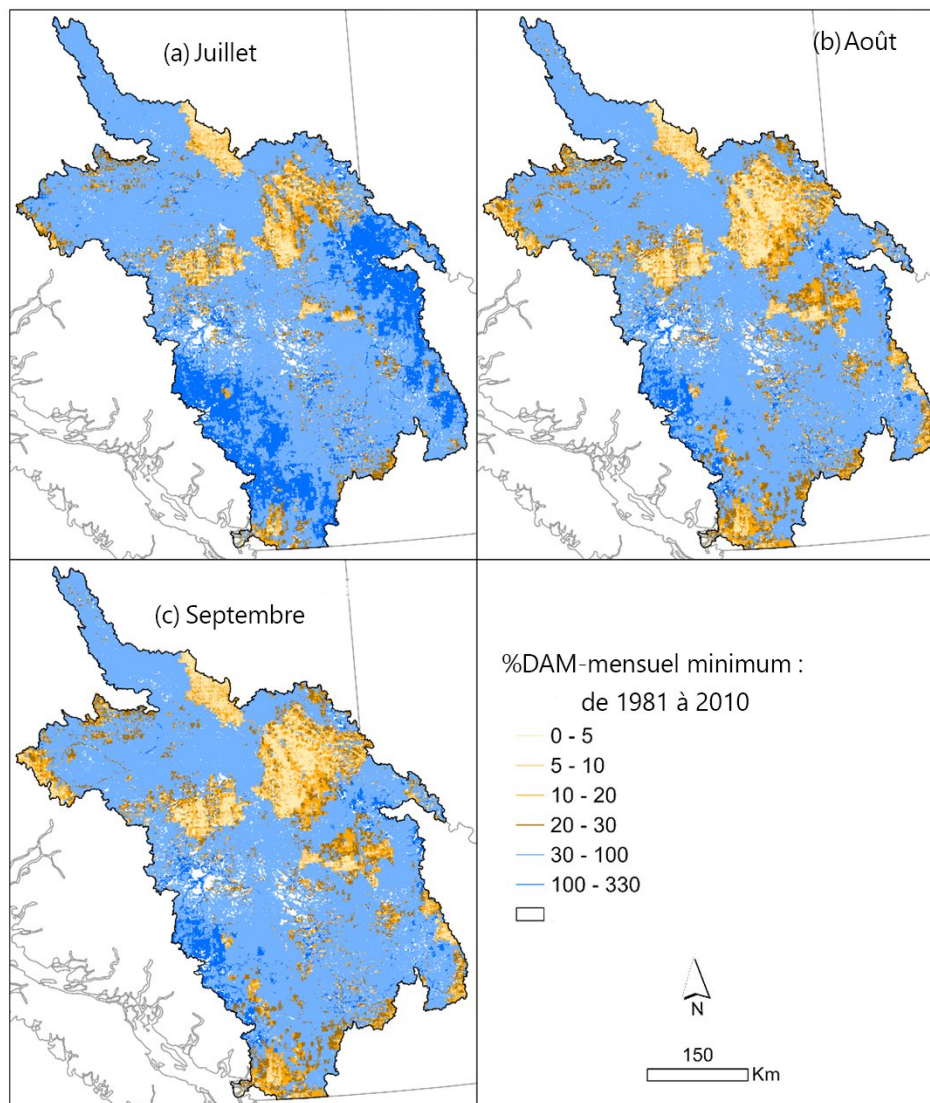 (a) Juillet
(b) Août
(c) Septembre
%DAM-mensuel minimum :
de 1981 à 2010
0 - 5
5 - 10
10 - 20
20 - 30
30 - 100
100 - 330
N
150
Km